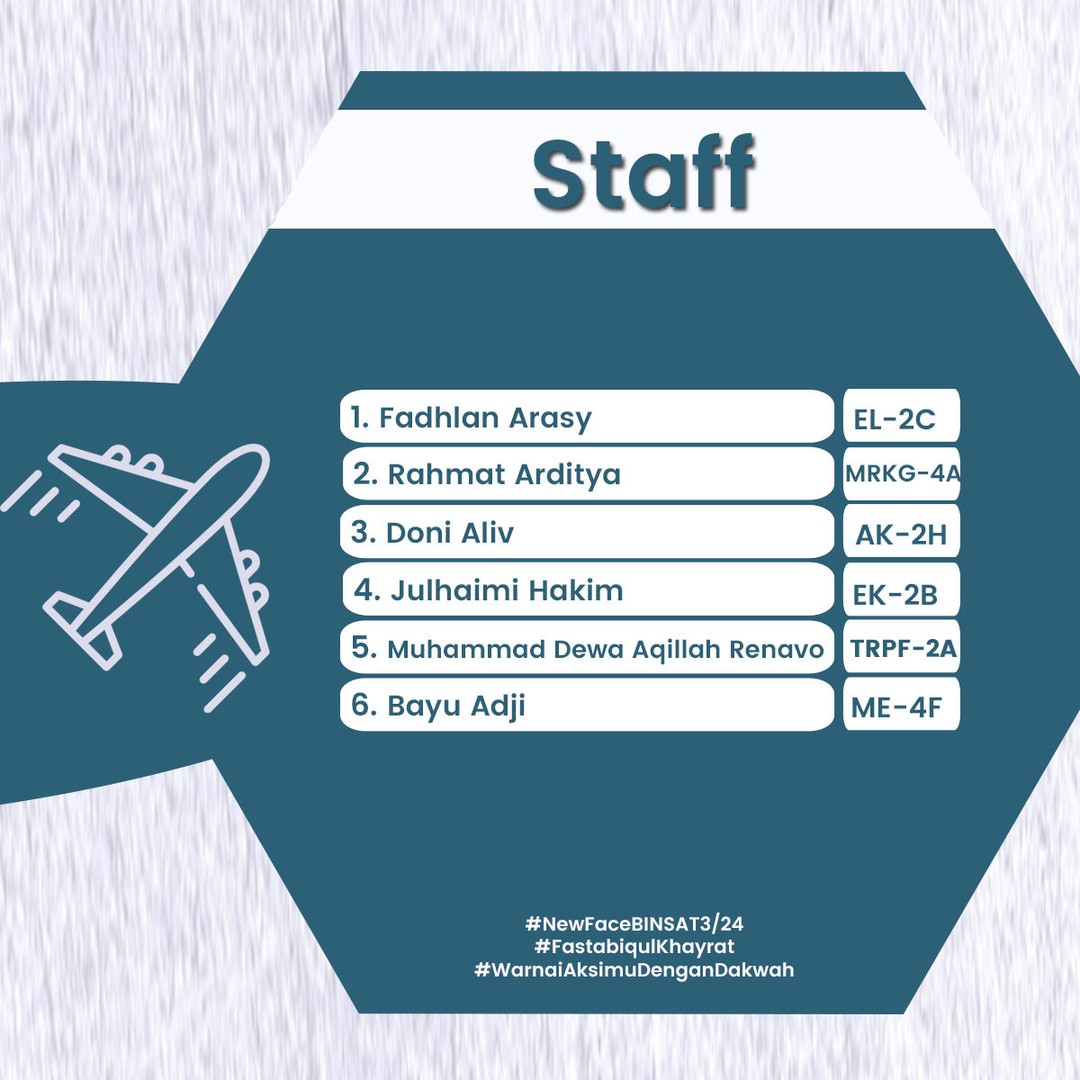 Staff
1. Fadhlan Arasy EL-2C
2. Rahmat Arditya MRKG-4A
3. Doni Aliv AK-2H
4. Julhaimi Hakim EK-2B
5. Muhammad Dewa Aqillah Renavo TRPF-2A
6. Bayu Adji ME-4F
#NewFaceBINSAT3/24
#FastabiqulKhayrat
#WarnaiAksimuDenganDakwah